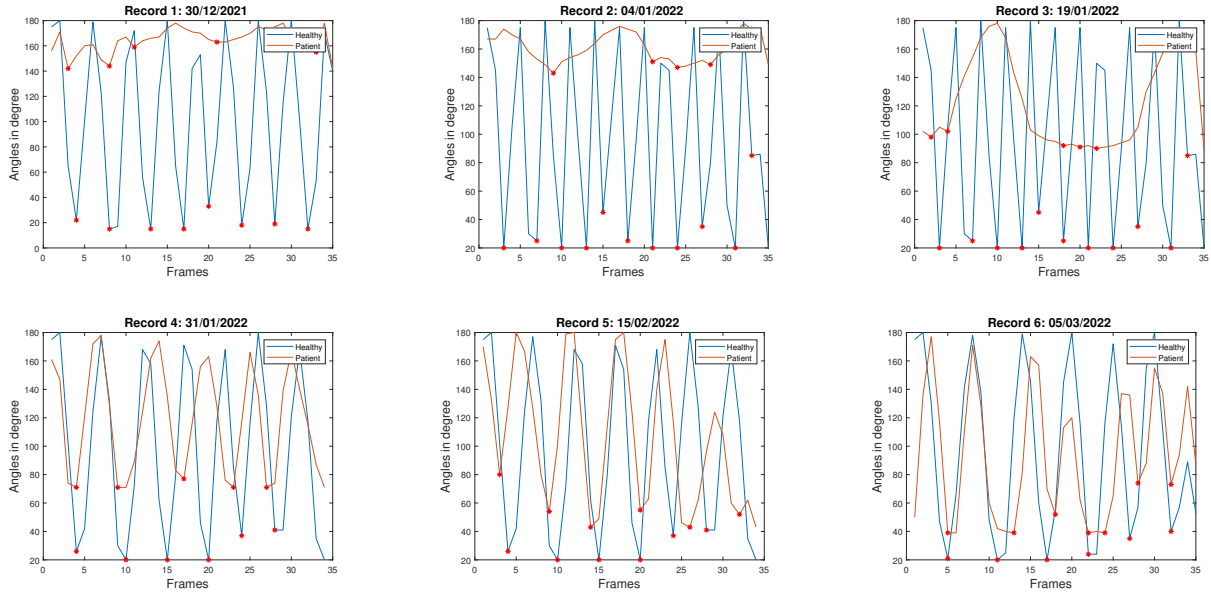 Record 1: 30/12/2021
Angles in degree
180
160
140
120
100
80
60
40
20
0
0 5 10 15 20 25 30 35
Frames
Healthy
Patient
Record 2: 04/01/2022
Angles in degree
180
160
140
120
100
80
60
40
20
0 5 10 15 20 25 30 35
Frames
Healthy
Patient
Record 3: 19/01/2022
Angles in degree
180
160
140
120
100
80
60
40
20
0 5 10 15 20 25 30 35
Frames
Healthy
Patient
Record 4: 31/01/2022
Angles in degree
180
160
140
120
100
80
60
40
20
0 5 10 15 20 25 30 35
Frames
Healthy
Patient
Record 5: 15/02/2022
Angles in degree
180
160
140
120
100
80
60
40
20
0 5 10 15 20 25 30 35
Frames
Healthy
Patient
Record 6: 05/03/2022
Angles in degree
180
160
140
120
100
80
60
40
20
0 5 10 15 20 25 30 35
Frames
Healthy
Patient